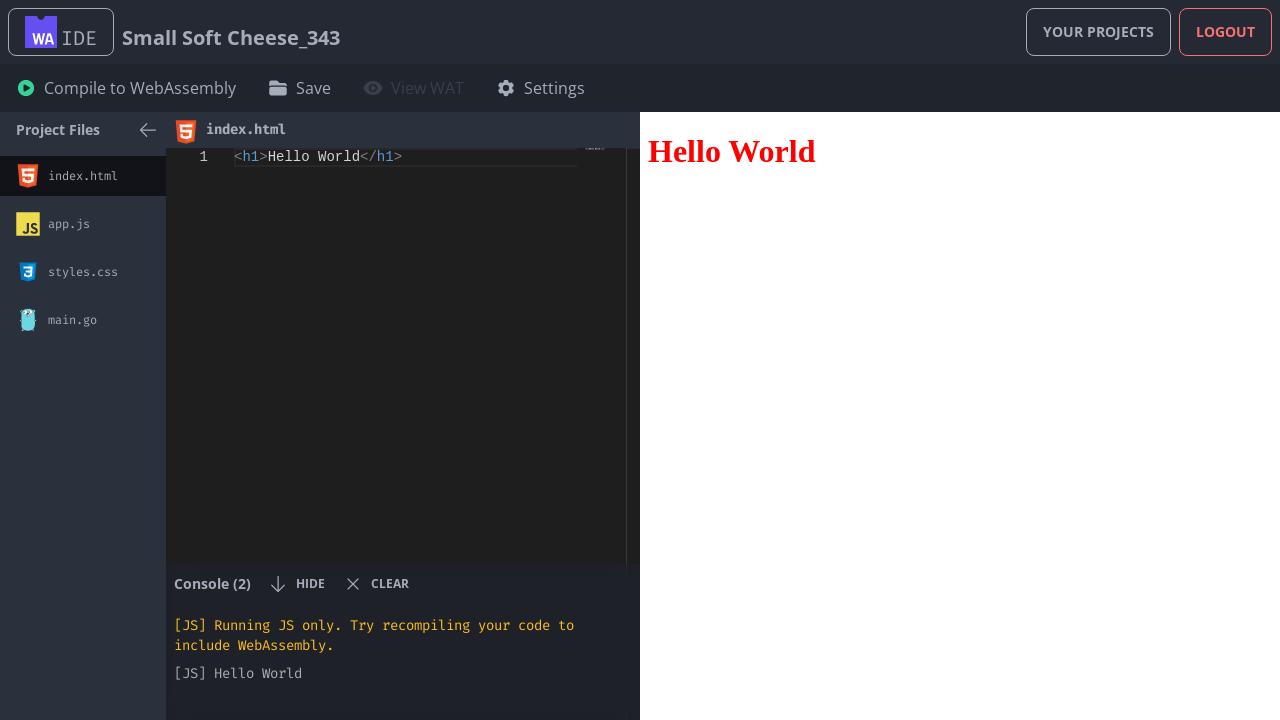 WA IDE Small Soft Cheese_343 YOUR PROJECTS LOGOUT
Compile to WebAssembly Save View WAT Settings
Project Files
index.html
JS app.js
styles.css
main.go
index.html
1 <h1>Hello World</h1>
Console (2) HIDE CLEAR
[JS] Running JS only. Try recompiling your code to
include WebAssembly.
[JS] Hello World
Hello World